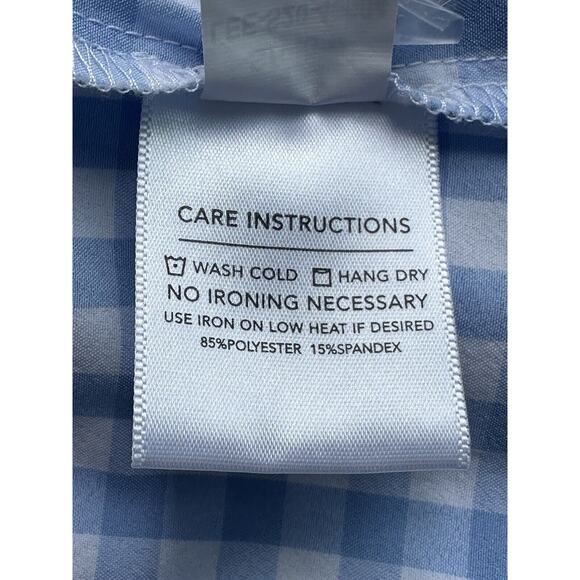 CARE INSTRUCTIONS
WASH COLD HANG DRY
NO IRONING NECESSARY
USE IRON ON LOW HEAT IF DESIRED
85%POLYESTER 15%SPANDEX